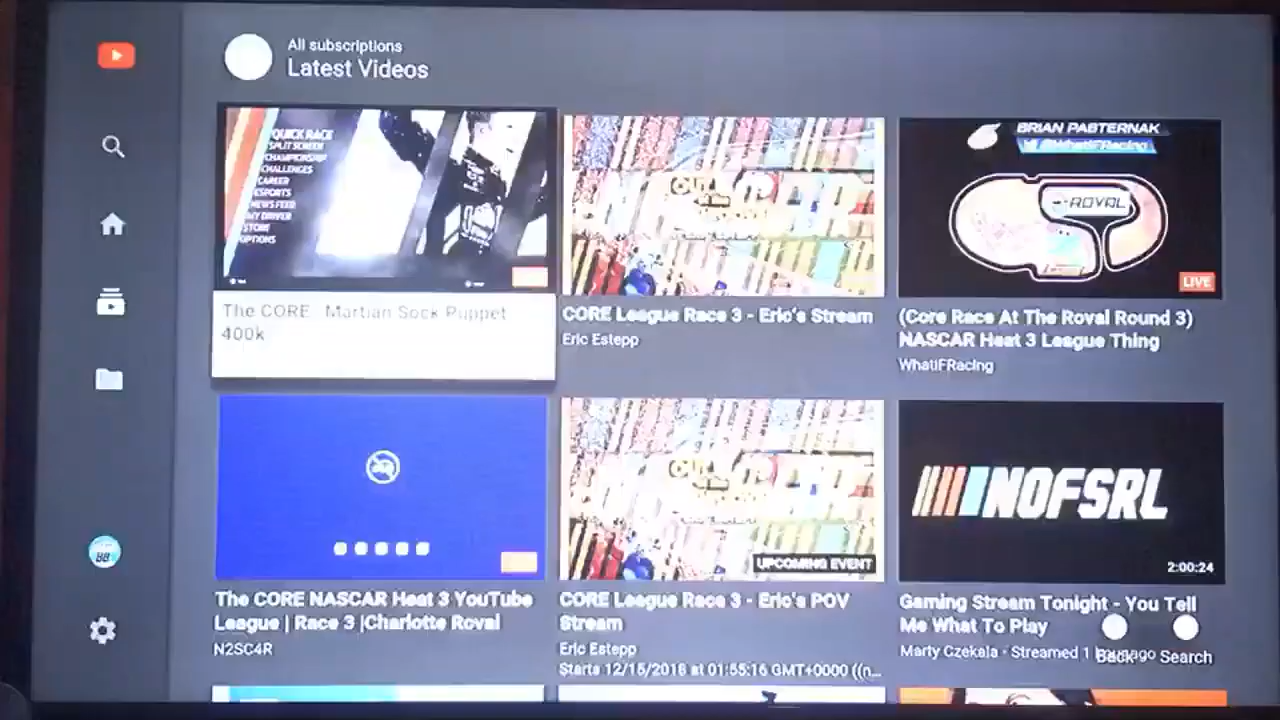 All subscriptions
Latest Videos
QUICK RACE
SPLIT SCREEN
CHAMPIONSHIP
CHALLENGES
CAREER
ESPORTS
NEWS FEED
MY DRIVER
STORE
OPTIONS
The CORE Martian Sock Puppet
400k
CORE League Race 3 - Eric's Stream
Eric Estepp
BRIAN PABTERNAK
@WhatIFRacing
ROVAL
LIVE
(Core Race At The Roval Round 3)
NASCAR Heat 3 League Thing
WhatIFRacing
The CORE NASCAR Heat 3 YouTube
League | Race 3 |Charlotte Roval
N2SC4R
UPCOMING EVENT
CORE League Race 3 - Eric's POV
Stream
Eric Estepp
Starts 12/15/2018 at 01:55:16 GMT+0000 ((n...
NOFSRL
2:00:24
Gaming Stream Tonight - You Tell
Me What To Play
Marty Czekala • Streamed 1
Back
Search
88